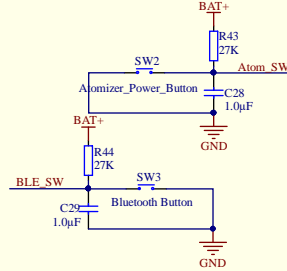 BAT+
R43
27K
SW2
Atom_SW
Atomizer_Power_Button
C28
1.0µF
BAT+
GND
R44
27K
SW3
BLE_SW
C29
Bluetooth Button
1.0µF
GND